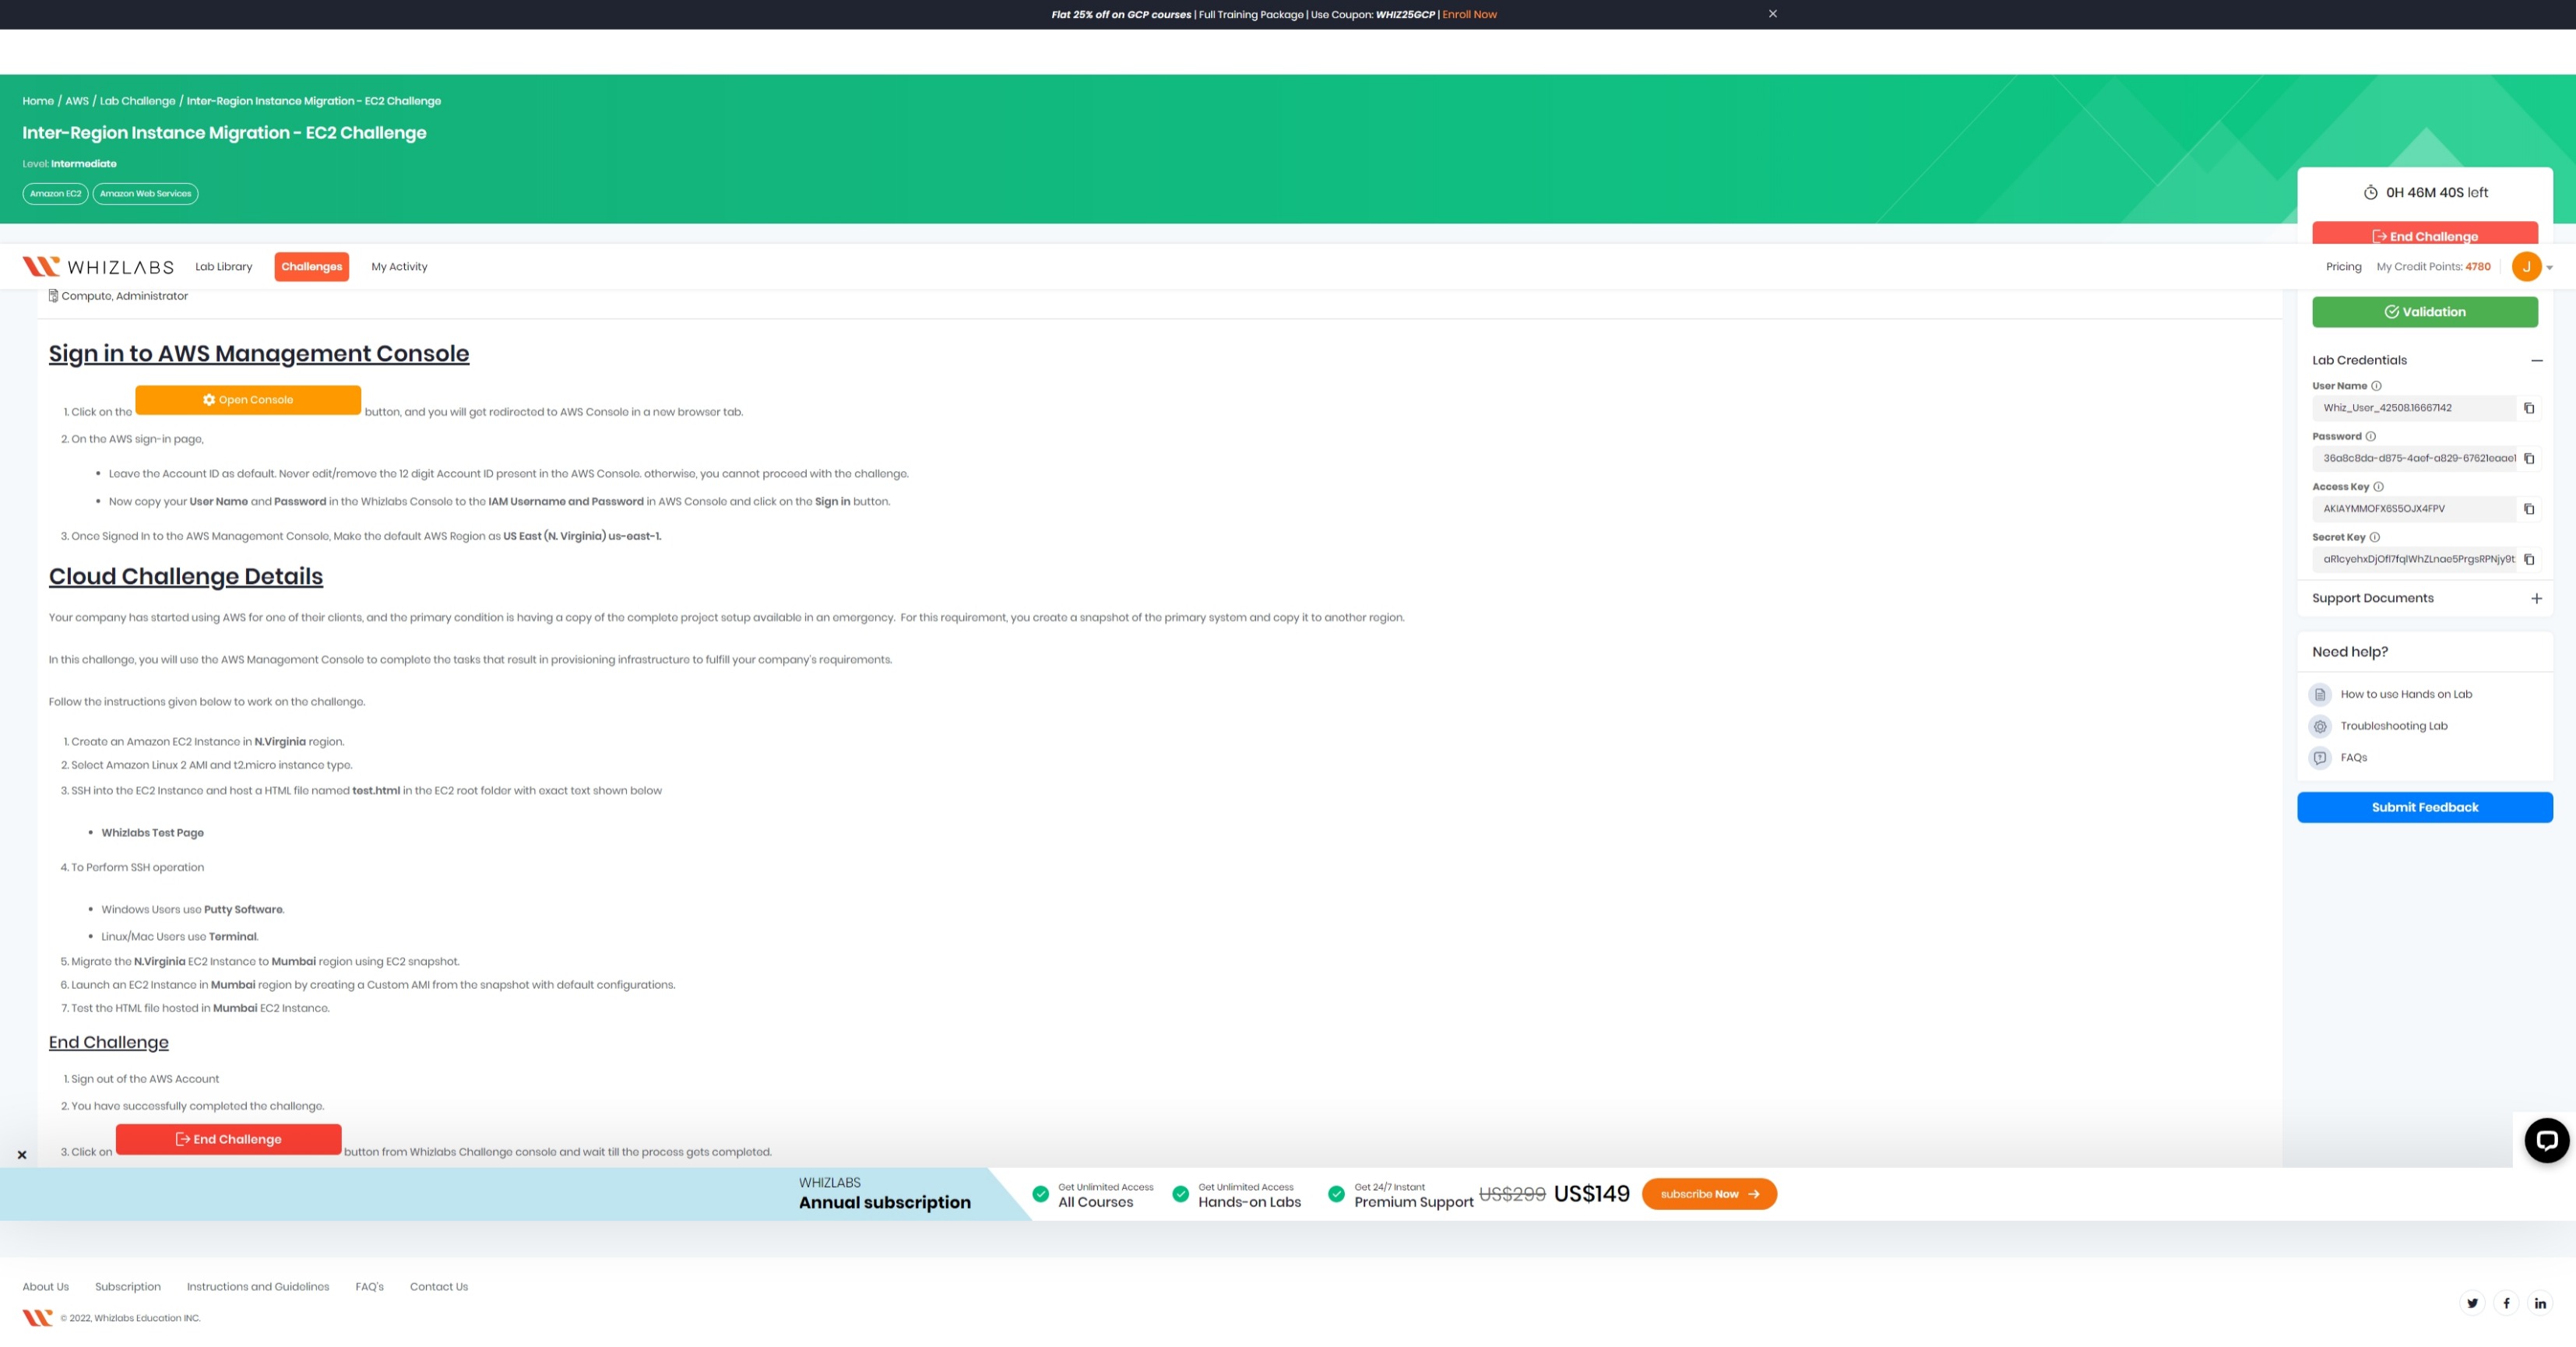 Flat 25% off on GCP courses | Full Training Package | Use Coupon: WHIZ25GCP | Enroll Now
Home / AWS / Lab Challenge / Inter-Region Instance Migration - EC2 Challenge
Inter-Region Instance Migration - EC2 Challenge
Level: Intermediate
Amazon EC2
Amazon Web Services
0H 46M 40S left
End Challenge
WHIZLABS
Lab Library
Challenges
My Activity
Pricing
My Credit Points: 4780
J
Compute, Administrator
Validation
Sign in to AWS Management Console
1. Click on the Open Console button, and you will get redirected to AWS Console in a new browser tab.
2. On the AWS sign-in page,
• Leave the Account ID as default. Never edit/remove the 12 digit Account ID present in the AWS Console. otherwise, you cannot proceed with the challenge.
• Now copy your User Name and Password in the Whizlabs Console to the IAM Username and Password in AWS Console and click on the Sign in button.
3. Once Signed In to the AWS Management Console, Make the default AWS Region as US East (N. Virginia) us-east-1.
Lab Credentials
User Name
Whiz_User_42508.16667142
Password
36a8c8da-d875-4aef-a829-67621eaae1
Access Key
AKIAYMMOFX6S5OJX4FPV
Secret Key
Support Documents
Cloud Challenge Details
Your company has started using AWS for one of their clients, and the primary condition is having a copy of the complete project setup available in an emergency. For this requirement, you create a snapshot of the primary system and copy it to another region.
In this challenge, you will use the AWS Management Console to complete the tasks that result in provisioning infrastructure to fulfill your company's requirements.
Follow the instructions given below to work on the challenge.
1. Create an Amazon EC2 Instance in N.Virginia region.
2. Select Amazon Linux 2 AMI and t2.micro instance type.
3. SSH into the EC2 Instance and host a HTML file named test.html in the EC2 root folder with exact text shown below
• Whizlabs Test Page
4. To Perform SSH operation
• Windows Users use Putty Software.
• Linux/Mac Users use Terminal.
5. Migrate the N.Virginia EC2 Instance to Mumbai region using EC2 snapshot.
6. Launch an EC2 Instance in Mumbai region by creating a Custom AMI from the snapshot with default configurations.
7. Test the HTML file hosted in Mumbai EC2 Instance.
Need help?
How to use Hands on Lab
Troubleshooting Lab
FAQs
Submit Feedback
End Challenge
1. Sign out of the AWS Account
2. You have successfully completed the challenge.
3. Click on End Challenge button from Whizlabs Challenge console and wait till the process gets completed.
WHIZLABS
Annual subscription
Get Unlimited Access
All Courses
Get Unlimited Access
Hands-on Labs
Get 24/7 Instant
Premium Support
US$299 US$149
subscribe Now
About Us
Subscription
Instructions and Guidelines
FAQ's
Contact Us
© 2022, Whizlabs Education INC.